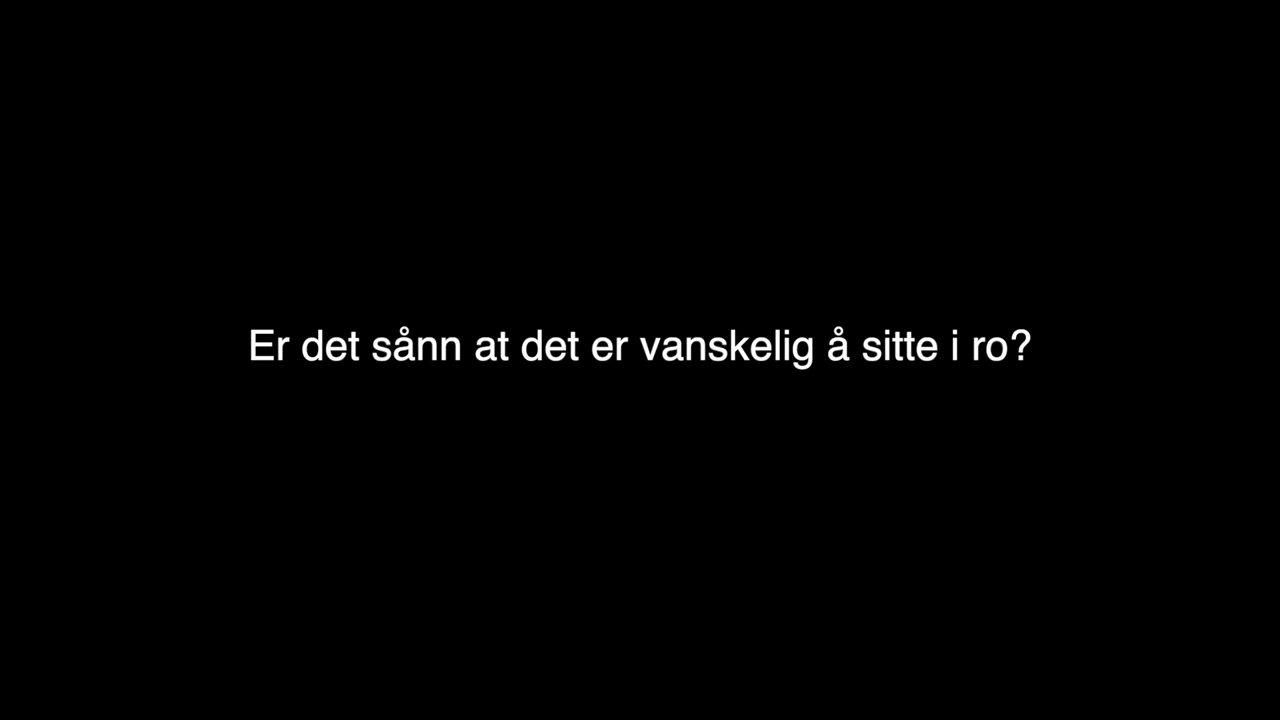 Er det sånn at det er vanskelig å sitte i ro?